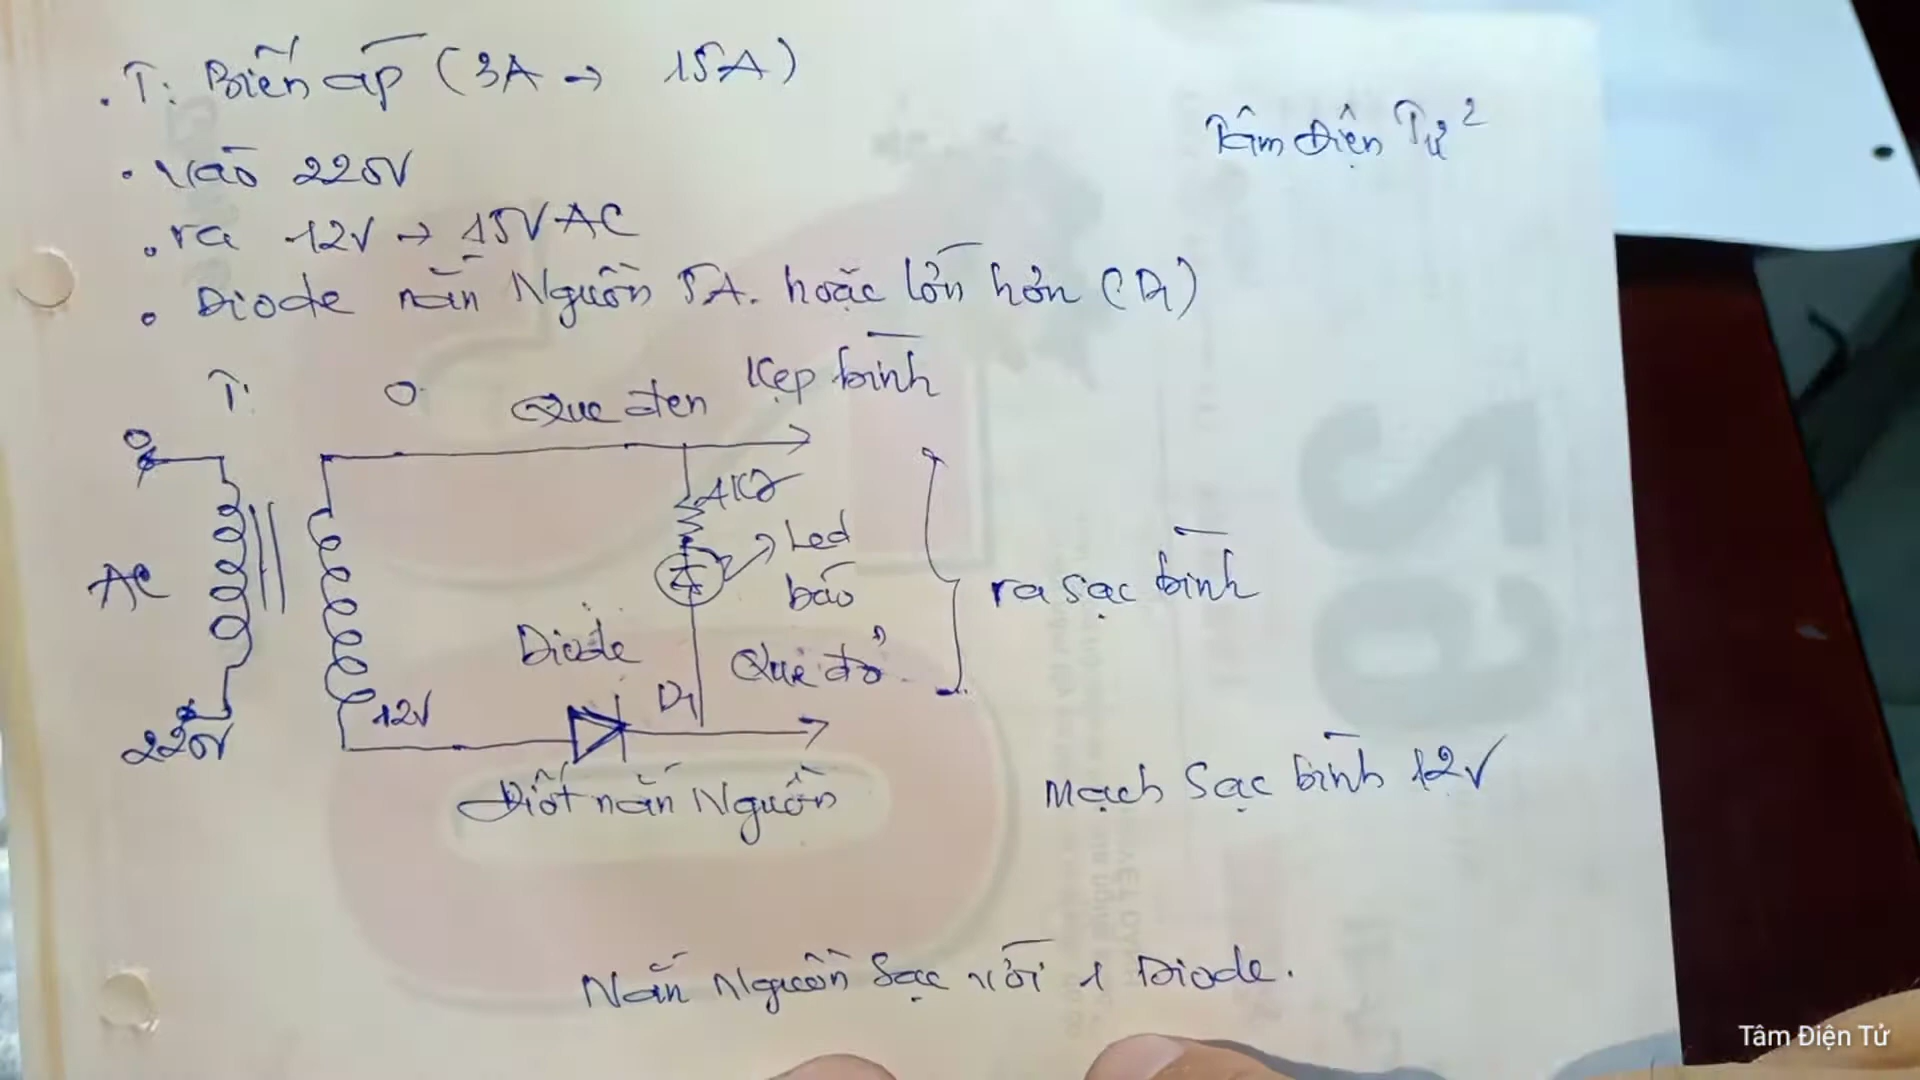 . T: Biến áp (3A → 15A)
Tâm Điện Tử
. vào 220V
. ra 12V → 15V AC
. Diode nắn Nguồn 5A. hoặc lớn hơn (D1)
T. O Que đen Kẹp bình
1KΩ
Led báo
AC
ra sạc bình
Diode
D1
Que đỏ
12V
220V
Điốt nắn Nguồn
Mạch Sạc bình 12V
Nắn Nguồn Sạc với 1 Diode.
Tâm Điện Tử